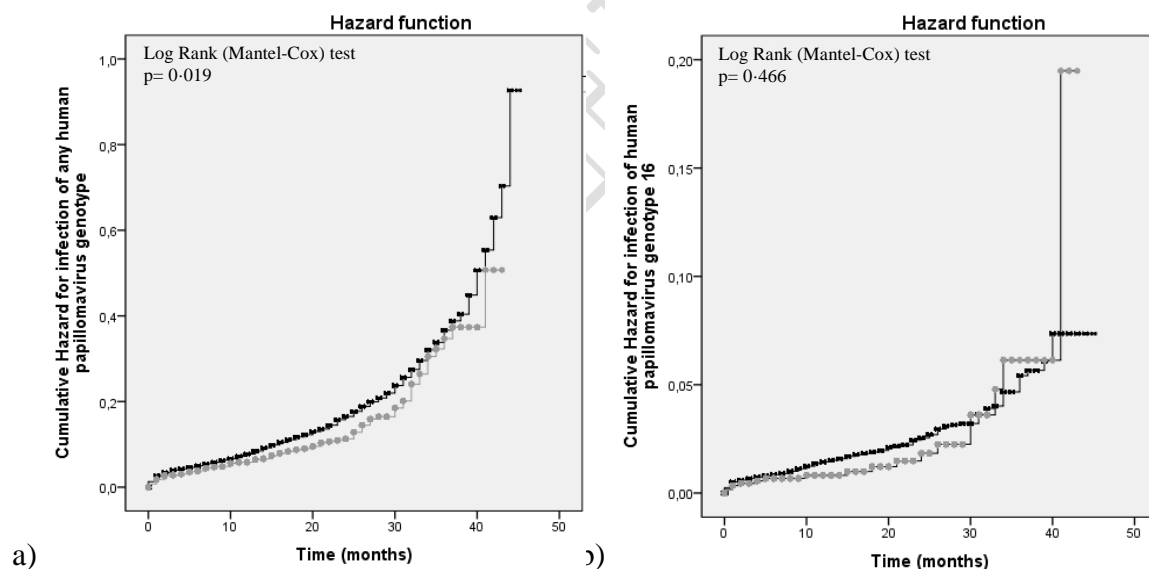 Hazard function
Log Rank (Mantel-Cox) test
p= 0·019
Cumulative Hazard for infection of any human
papillomavirus genotype
1,0
0,8
0,6
0,4
0,2
0,0
0 10 20 30 40 50
Time (months)
a)
Hazard function
Log Rank (Mantel-Cox) test
p= 0·466
Cumulative Hazard for infection of human
papillomavirus genotype 16
0,20
0,15
0,10
0,05
0,00
0 10 20 30 40 50
Time (months)